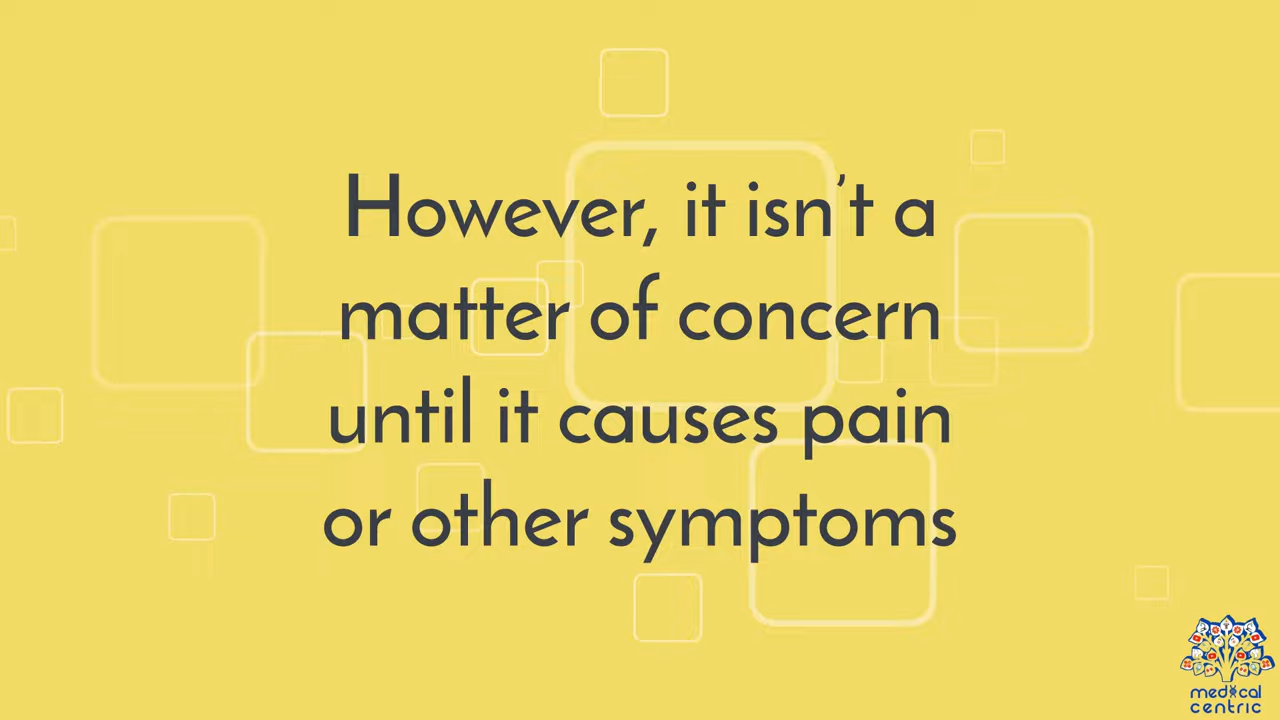 However, it isn't a
matter of concern
until it causes pain
or other symptoms
medical
centric